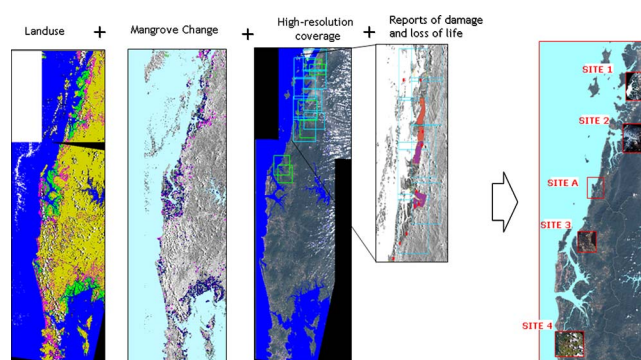 Landuse
+
Mangrove Change
+
High-resolution
coverage
+
Reports of damage
and loss of life
SITE 1
SITE 2
SITE A
SITE 3
SITE 4